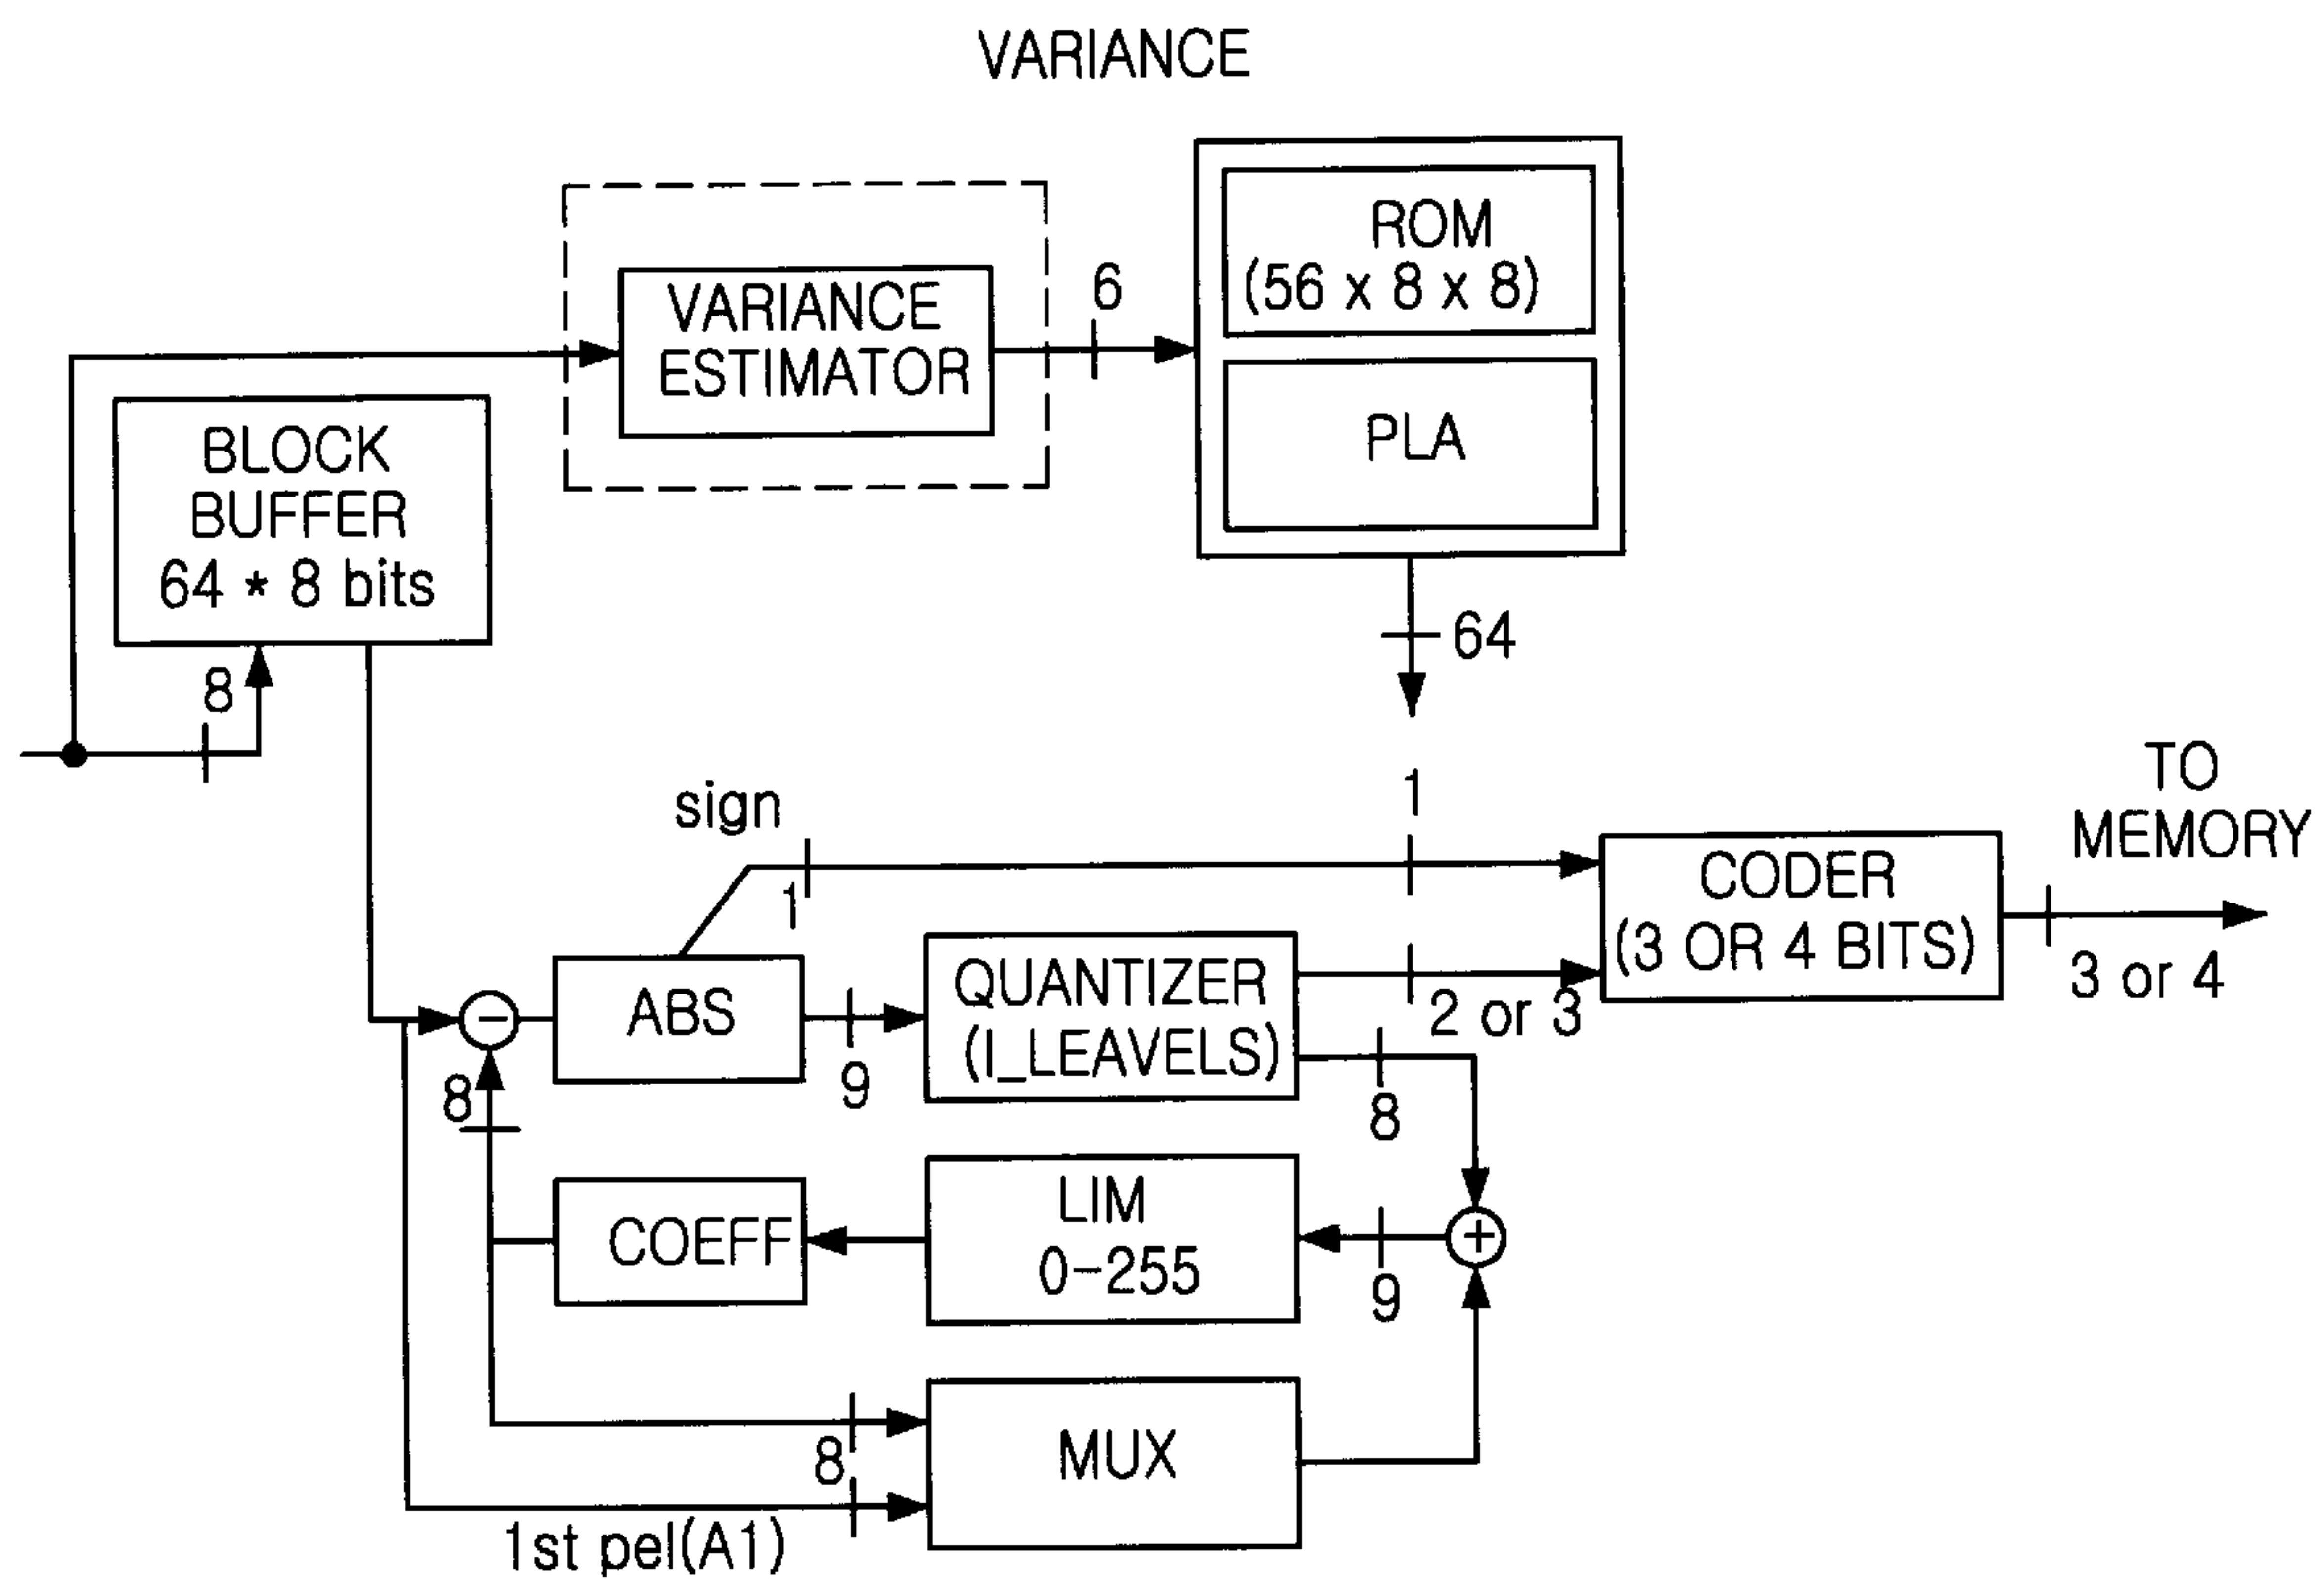 VARIANCE
ROM
(56 x 8 x 8)
6
VARIANCE
ESTIMATOR
PLA
BLOCK
BUFFER
64 * 8 bits
64
8
sign
1
1
TO
MEMORY
CODER
(3 OR 4 BITS)
3 or 4
ABS
QUANTIZER
(I_LEAVELS)
2 or 3
9
8
8
COEFF
LIM
0-255
9
8
MUX
1st pel(A1)